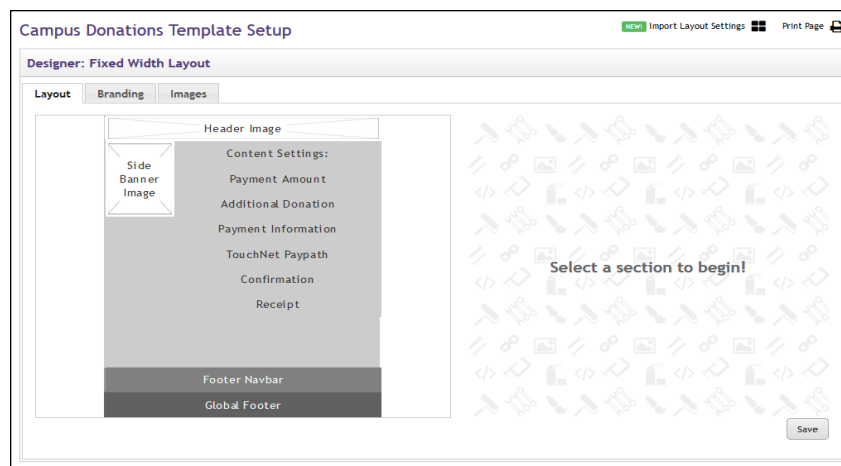 Campus Donations Template Setup
NEW! Import Layout Settings Print Page
Designer: Fixed Width Layout
Layout Branding Images
Header Image
Side
Banner
Image
Content Settings:
Payment Amount
Additional Donation
Payment Information
TouchNet Paypath
Confirmation
Receipt
Footer Navbar
Global Footer
Select a section to begin!
Save